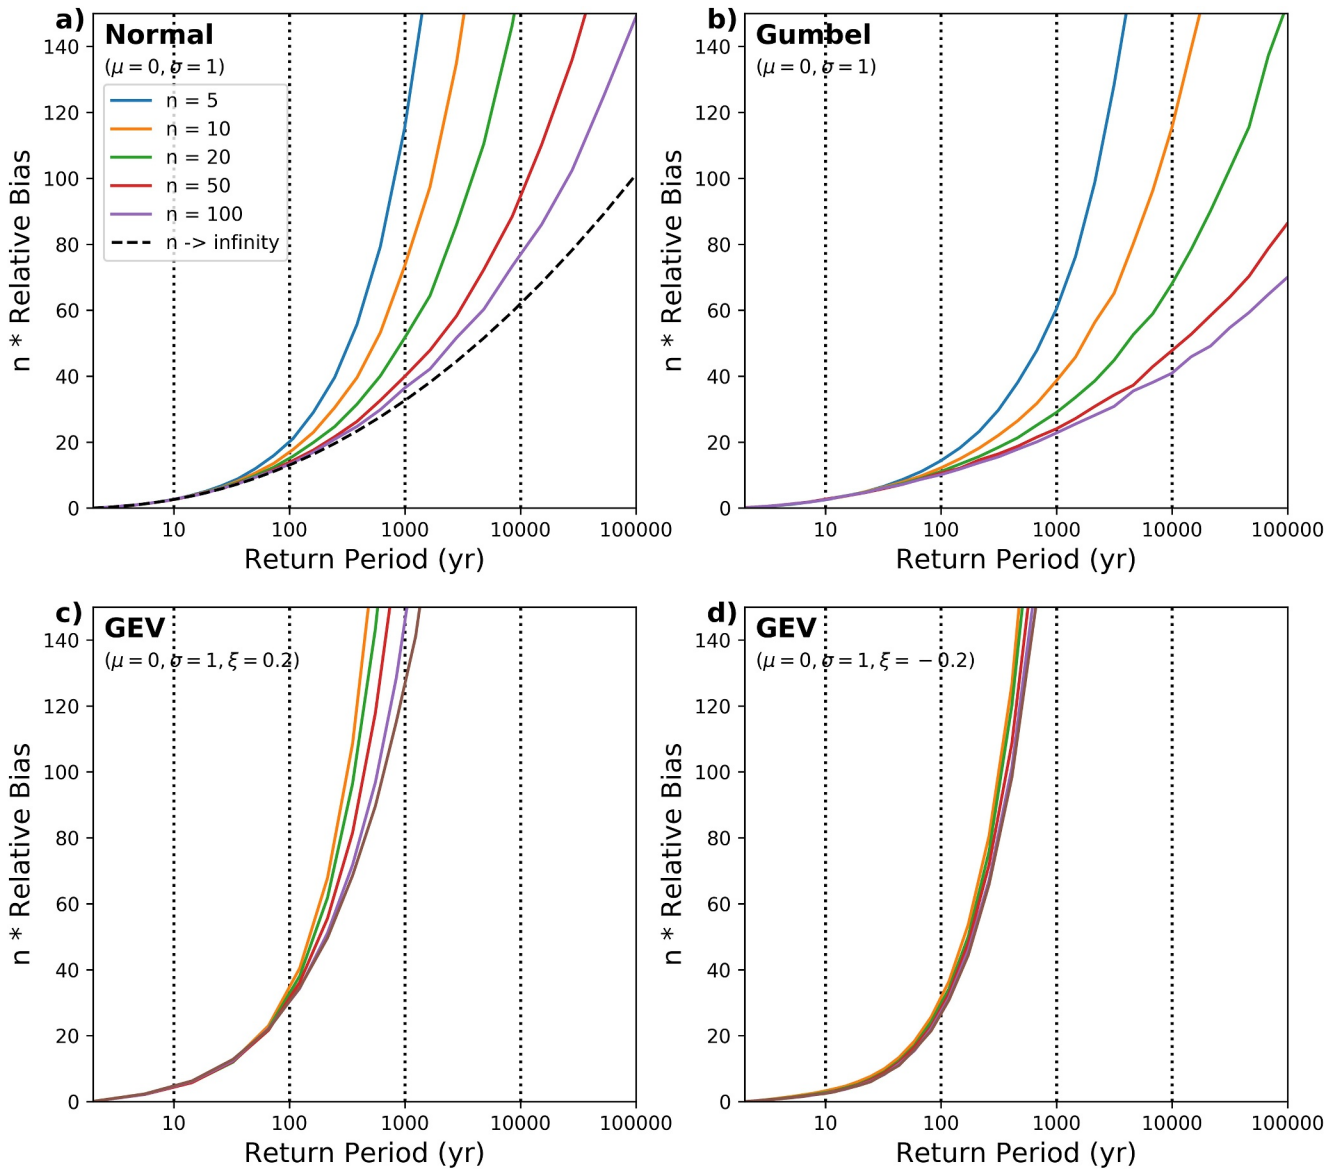 a)
Normal
(μ = 0, σ = 1)
n = 5
n = 10
n = 20
n = 50
n = 100
n -> infinity
140
120
100
80
60
40
20
0
n * Relative Bias
10 100 1000 10000 100000
Return Period (yr)
b)
Gumbel
(μ = 0, σ = 1)
140
120
100
80
60
40
20
0
n * Relative Bias
10 100 1000 10000 100000
Return Period (yr)
c)
GEV
(μ = 0, σ = 1, ξ = 0.2)
140
120
100
80
60
40
20
0
n * Relative Bias
10 100 1000 10000 100000
Return Period (yr)
d)
GEV
(μ = 0, σ = 1, ξ = −0.2)
140
120
100
80
60
40
20
0
n * Relative Bias
10 100 1000 10000 100000
Return Period (yr)